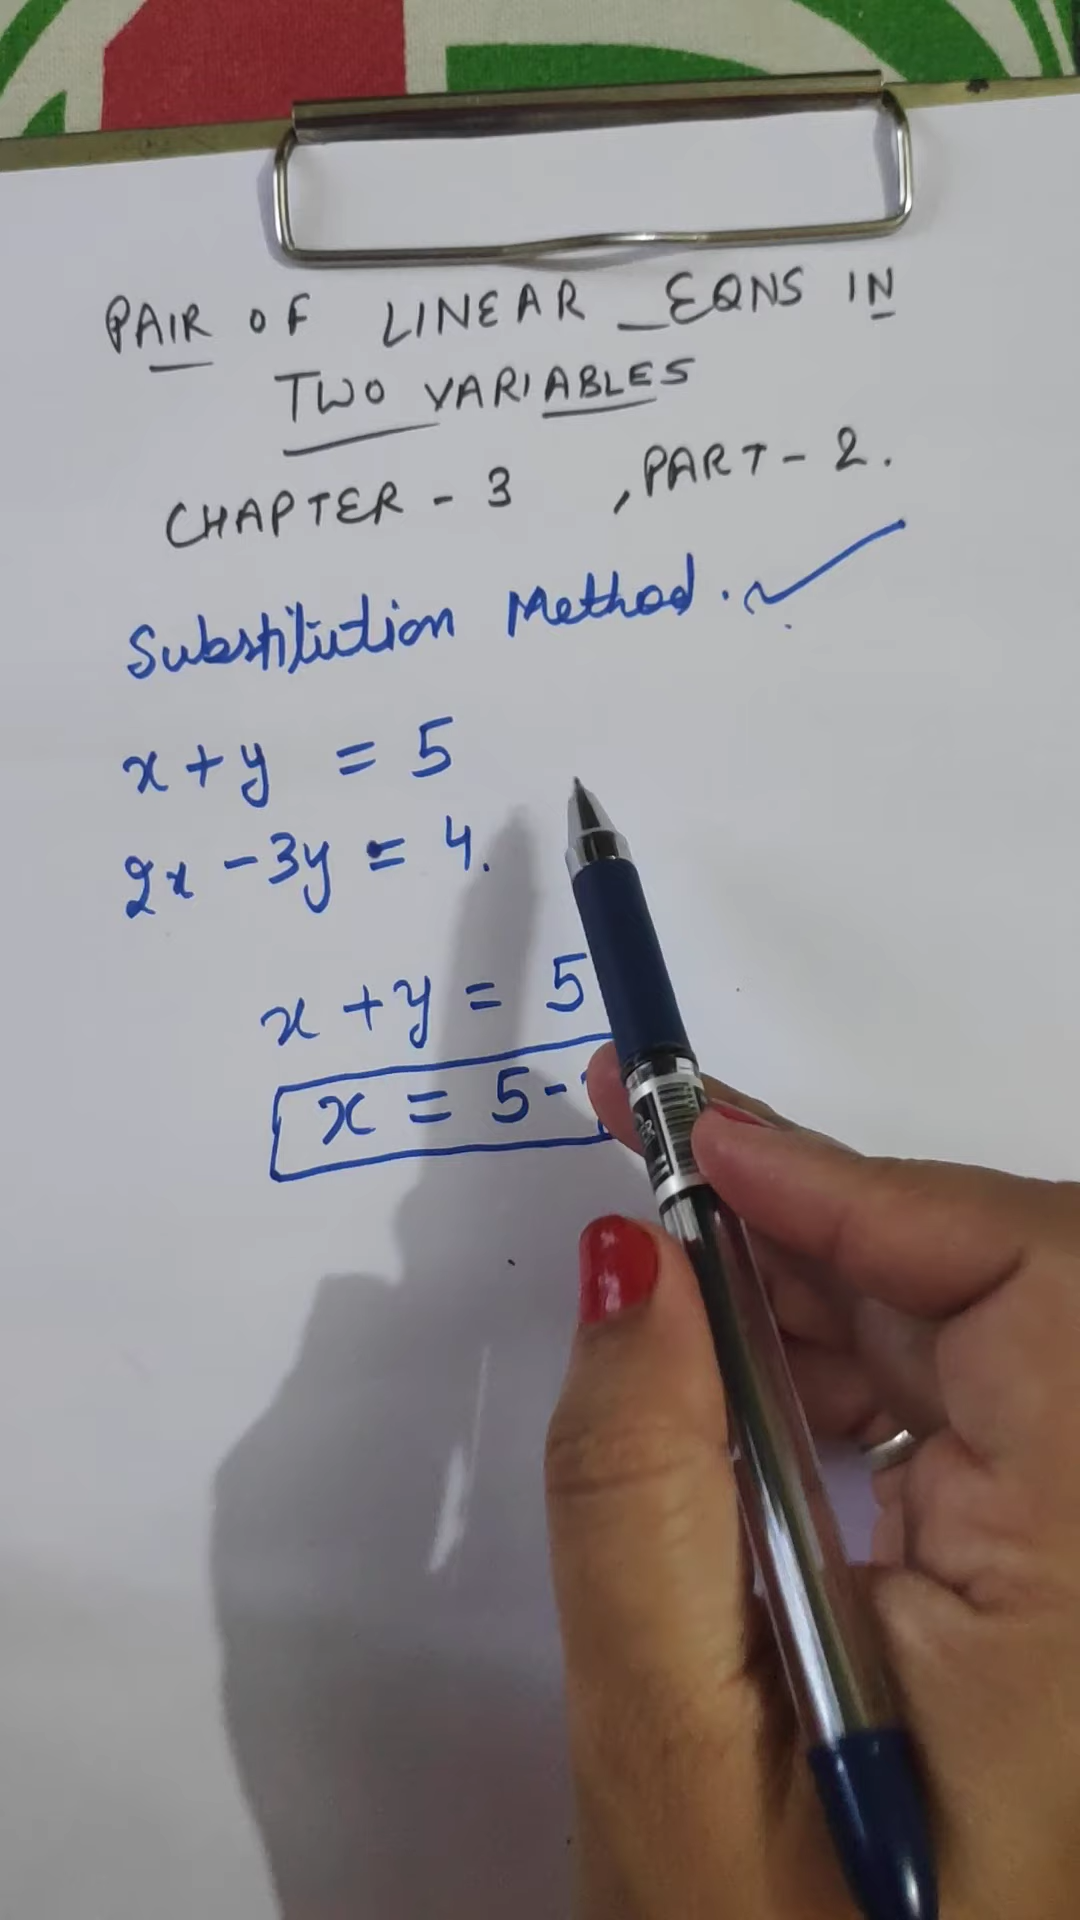 PAIR OF LINEAR EQNS IN
TWO VARIABLES
CHAPTER - 3 , PART - 2.
Substitution Method.
x + y = 5
2x - 3y = 4.
x + y = 5
x = 5 -